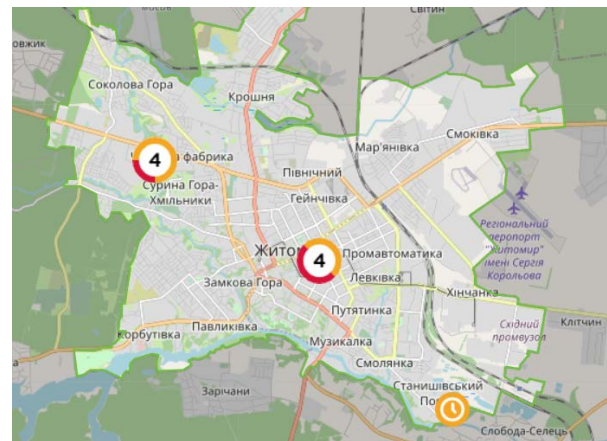 Світин
Соколова Гора
Крошня
Смоківка
Мар'янівка
фабрика
Північний
Сурина Гора-
Хмільники
Гейнчівка
Регіональний
аеропорт
"Житомир"
імені Сергія
Корольова
4
4
Промавтоматика
Левківка
Замкова Гора
Хінчанка
Путятинка
Східний
промвузол
Клітчин
Корбутівка
Павликівка
Музикалка
Смолянка
Станишівський
Зарічани
Слобода-Селець